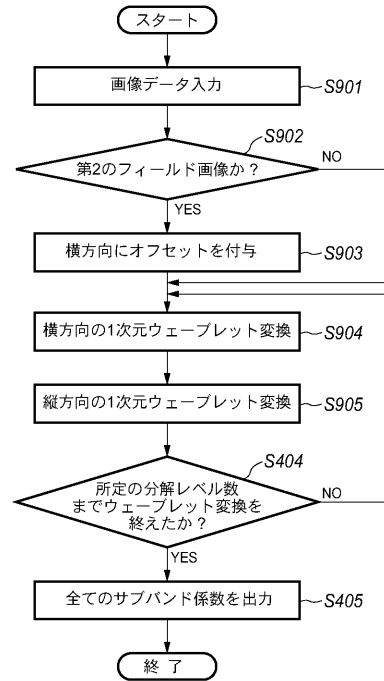 スタート
画像データ入力
S901
S902
第2のフィールド画像か?
NO
YES
横方向にオフセットを付与
S903
横方向の1次元ウェーブレット変換
S904
縦方向の1次元ウェーブレット変換
S905
S404
所定の分解レベル数
までウェーブレット変換を
終えたか?
NO
YES
全てのサブバンド係数を出力
S405
終 了